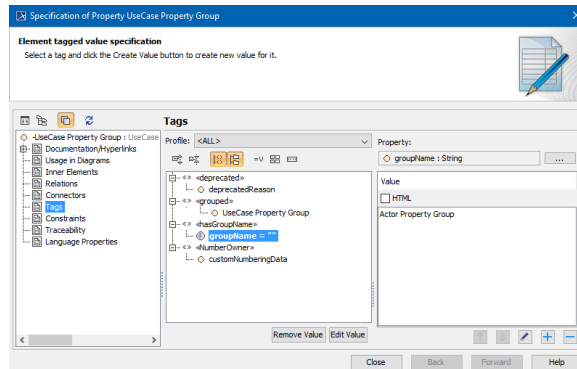 Specification of Property UseCase Property Group
Element tagged value specification
Select a tag and click the Create Value button to create new value for it.
Tags
-UseCase Property Group : UseCase
Documentation/Hyperlinks
Usage in Diagrams
Inner Elements
Relations
Connectors
Tags
Constraints
Traceability
Language Properties
Profile: <ALL>
=V
<> «deprecated»
deprecatedReason
<> «grouped»
UseCase Property Group
<> «hasGroupName»
groupName = ""
<> «NumberOwner»
customNumberingData
Remove Value Edit Value
Property:
groupName : String ...
Value
HTML
Actor Property Group
Close Back Forward Help